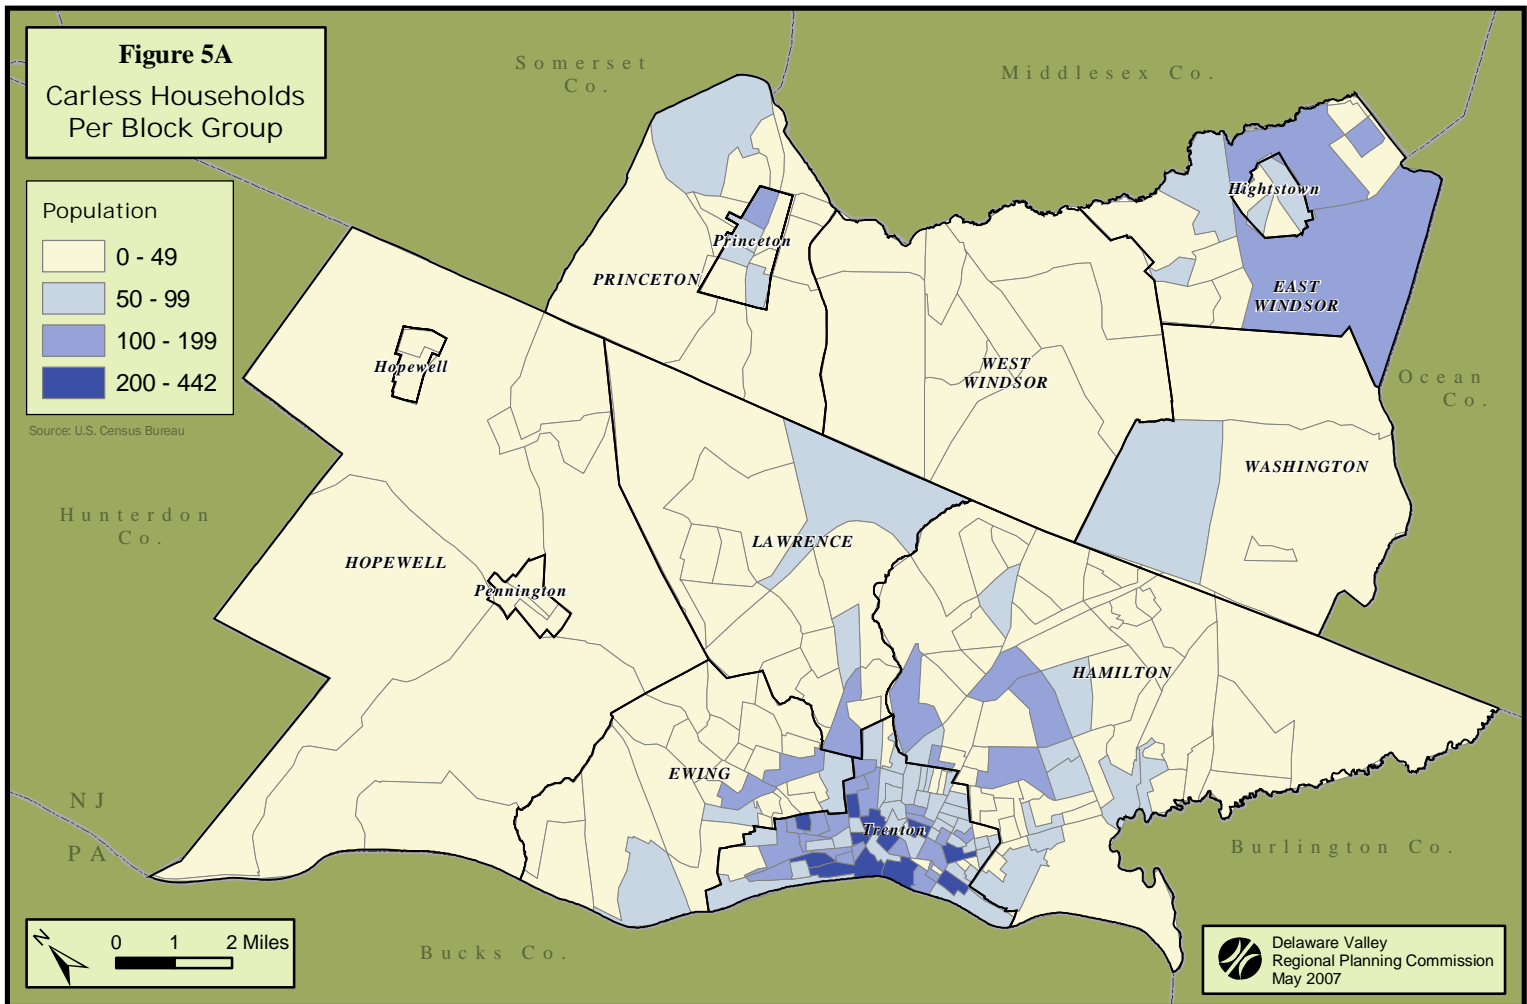 Figure 5A
Carless Households
Per Block Group
Population
0 - 49
50 - 99
100 - 199
200 - 442
Source: U.S. Census Bureau
Somerset
Co.
Middlesex Co.
Hightstown
Princeton
PRINCETON
EAST
WINDSOR
Hopewell
WEST
WINDSOR
Ocean
Co.
WASHINGTON
Hunterdon
Co.
LAWRENCE
HOPEWELL
Pennington
HAMILTON
EWING
NJ
PA
Trenton
Burlington Co.
Bucks Co.
N
0 1 2 Miles
Delaware Valley
Regional Planning Commission
May 2007